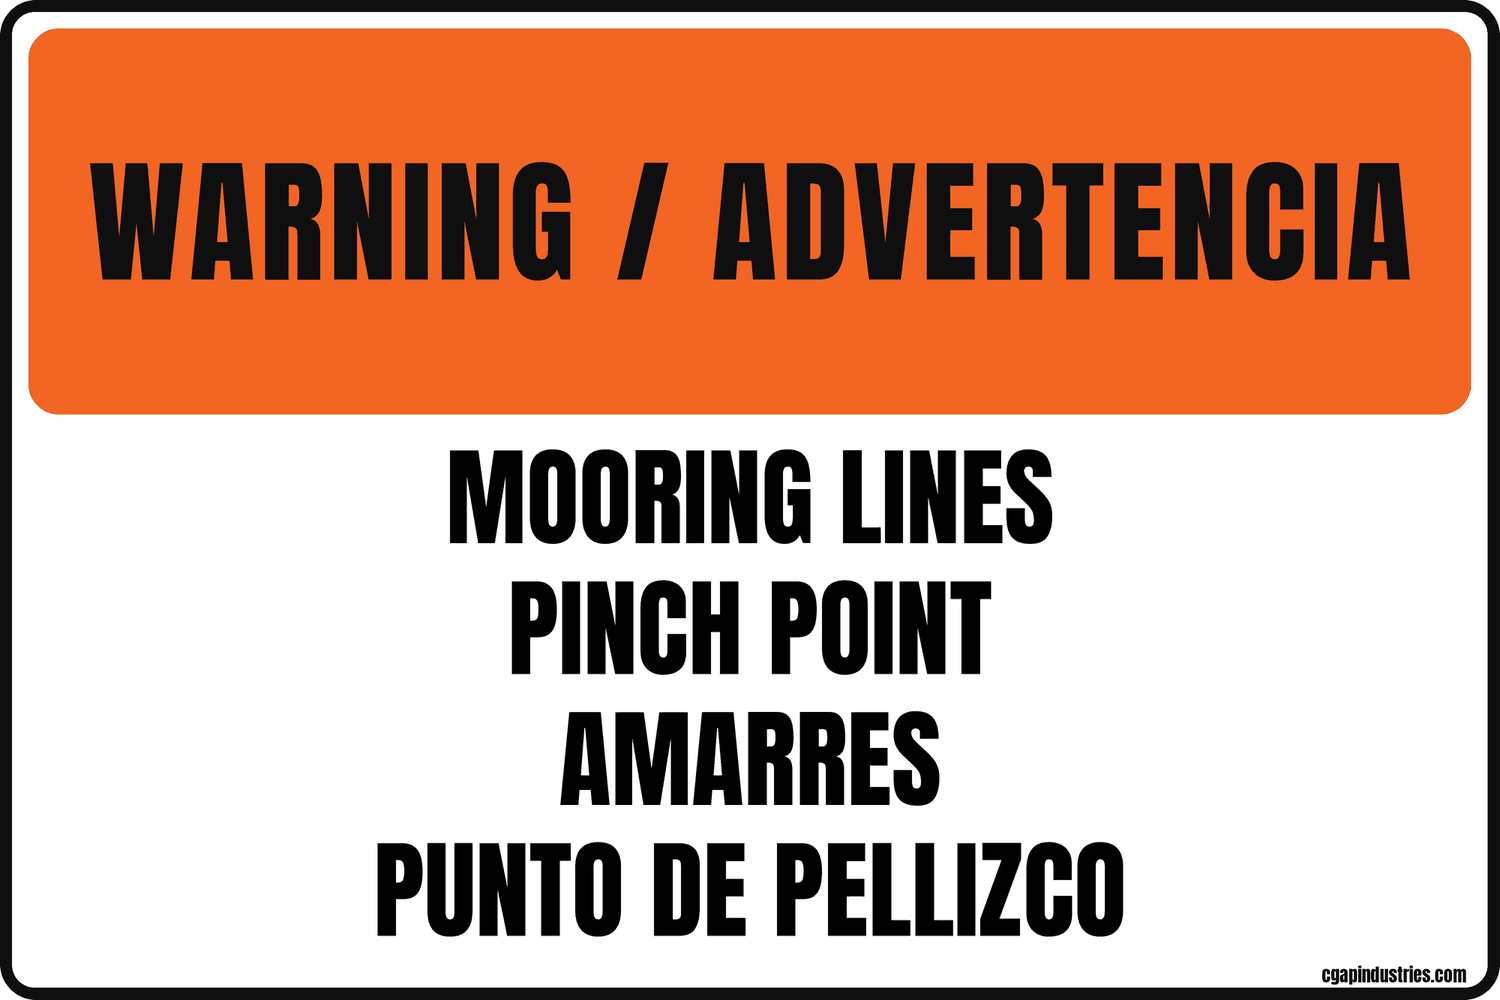 WARNING / ADVERTENCIA
MOORING LINES
PINCH POINT
AMARRES
PUNTO DE PELLIZCO
cgapindustries.com